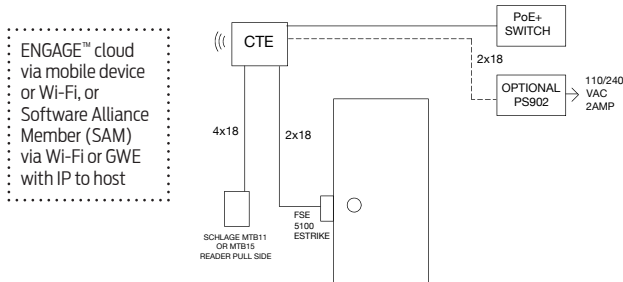 ENGAGE™ cloud
via mobile device
or Wi-Fi, or
Software Alliance
Member (SAM)
via Wi-Fi or GWE
with IP to host
CTE
PoE+
SWITCH
2x18
OPTIONAL
PS902
110/240
VAC
2AMP
4x18
2x18
SCHLAGE MTB11
OR MTB15
READER PULL SIDE
FSE
5100
ESTRIKE